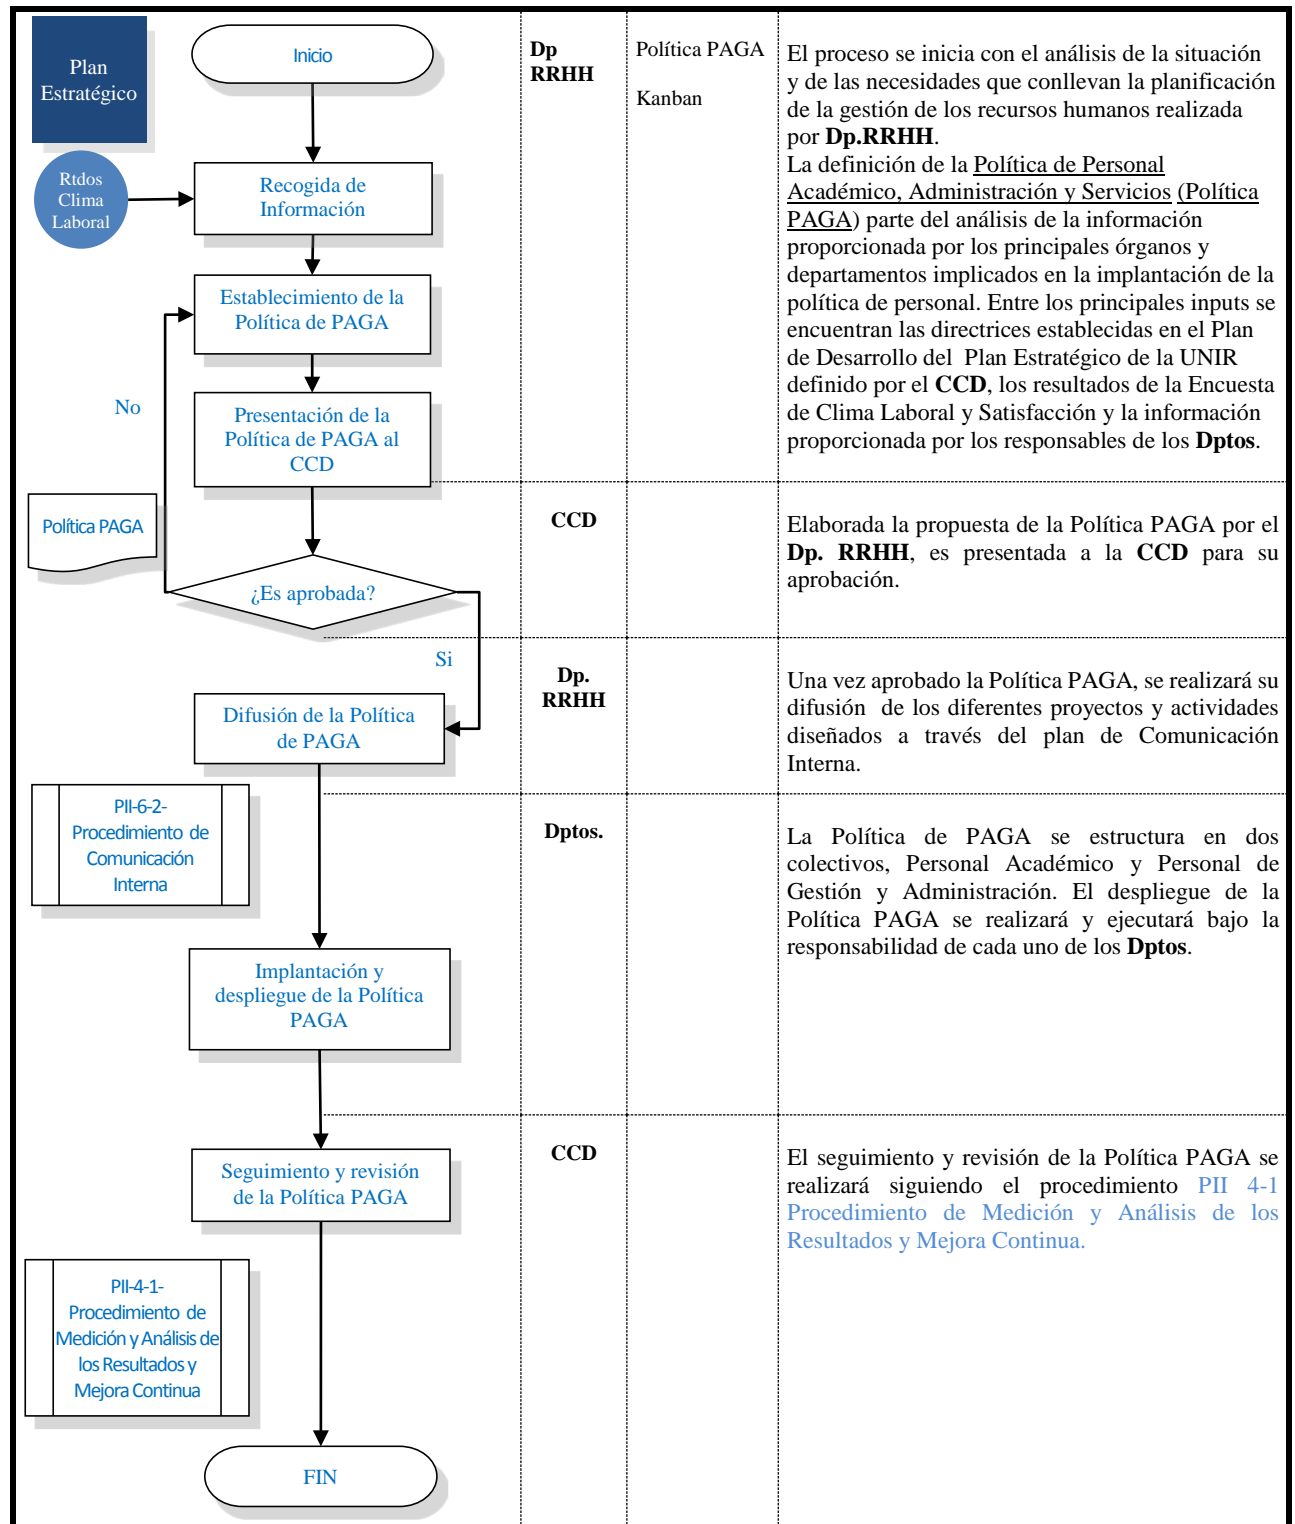 Plan
Estratégico
Inicio
Rtdos
Clima
Laboral
Recogida de
Información
Establecimiento de la
Política de PAGA
No
Presentación de la
Política de PAGA al
CCD
Política PAGA
¿Es aprobada?
Si
Difusión de la Política
de PAGA
PII-6-2-
Procedimiento de
Comunicación
Interna
Implantación y
despliegue de la Política
PAGA
Seguimiento y revisión
de la Política PAGA
PII-4-1-
Procedimiento de
Medición y Análisis de
los Resultados y
Mejora Continua
FIN
Dp
RRHH
Política PAGA
Kanban
El proceso se inicia con el análisis de la situación
y de las necesidades que conllevan la planificación
de la gestión de los recursos humanos realizada
por Dp.RRHH.
La definición de la Política de Personal
Académico, Administración y Servicios (Política
PAGA) parte del análisis de la información
proporcionada por los principales órganos y
departamentos implicados en la implantación de la
política de personal. Entre los principales inputs se
encuentran las directrices establecidas en el Plan
de Desarrollo del Plan Estratégico de la UNIR
definido por el CCD, los resultados de la Encuesta
de Clima Laboral y Satisfacción y la información
proporcionada por los responsables de los Dptos.
CCD
Elaborada la propuesta de la Política PAGA por el
Dp. RRHH, es presentada a la CCD para su
aprobación.
Dp.
RRHH
Una vez aprobado la Política PAGA, se realizará su
difusión de los diferentes proyectos y actividades
diseñados a través del plan de Comunicación
Interna.
Dptos.
La Política de PAGA se estructura en dos
colectivos, Personal Académico y Personal de
Gestión y Administración. El despliegue de la
Política PAGA se realizará y ejecutará bajo la
responsabilidad de cada uno de los Dptos.
CCD
El seguimiento y revisión de la Política PAGA se
realizará siguiendo el procedimiento PII 4-1
Procedimiento de Medición y Análisis de los
Resultados y Mejora Continua.